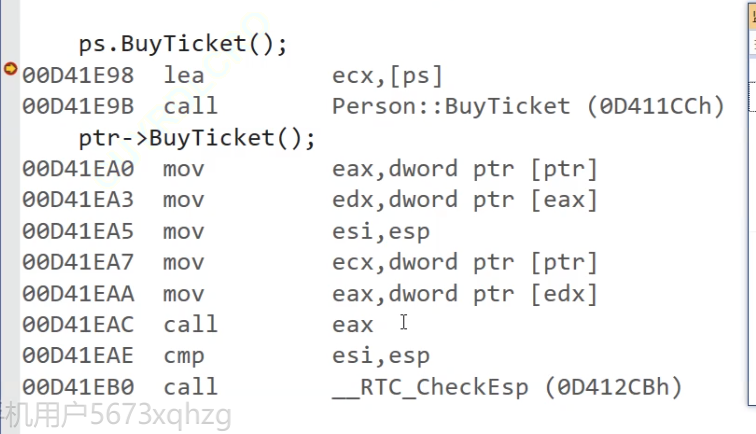 ps.BuyTicket();
00D41E98 lea ecx,[ps]
00D41E9B call Person::BuyTicket (0D411CCh)
ptr->BuyTicket();
00D41EA0 mov eax,dword ptr [ptr]
00D41EA3 mov edx,dword ptr [eax]
00D41EA5 mov esi,esp
00D41EA7 mov ecx,dword ptr [ptr]
00D41EAA mov eax,dword ptr [edx]
00D41EAC call eax
00D41EAE cmp esi,esp
00D41EB0 call __RTC_CheckEsp (0D412CBh)
机用户5673xqhzg